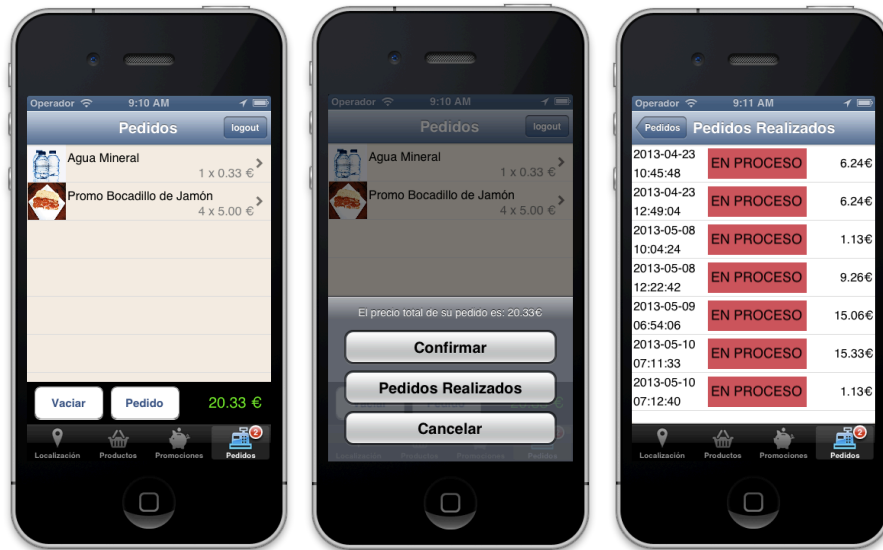 Operador 9:10 AM
Pedidos logout
Agua Mineral
1 x 0.33 €
Promo Bocadillo de Jamón
4 x 5.00 €
Vaciar Pedido 20.33 €
2
Localización Productos Promociones Pedidos
Operador 9:10 AM
Pedidos logout
Agua Mineral
1 x 0.33 €
Promo Bocadillo de Jamón
4 x 5.00 €
El precio total de su pedido es: 20.33€
Confirmar
Pedidos Realizados
Cancelar
Localización Productos Promociones Pedidos
Operador 9:11 AM
Pedidos Pedidos Realizados
2013-04-23
10:45:48 EN PROCESO 6.24€
2013-04-23
12:49:04 EN PROCESO 6.24€
2013-05-08
10:04:24 EN PROCESO 1.13€
2013-05-08
12:22:42 EN PROCESO 9.26€
2013-05-09
06:54:06 EN PROCESO 15.06€
2013-05-10
07:11:33 EN PROCESO 15.33€
2013-05-10
07:12:40 EN PROCESO 1.13€
2
Localización Productos Promociones Pedidos